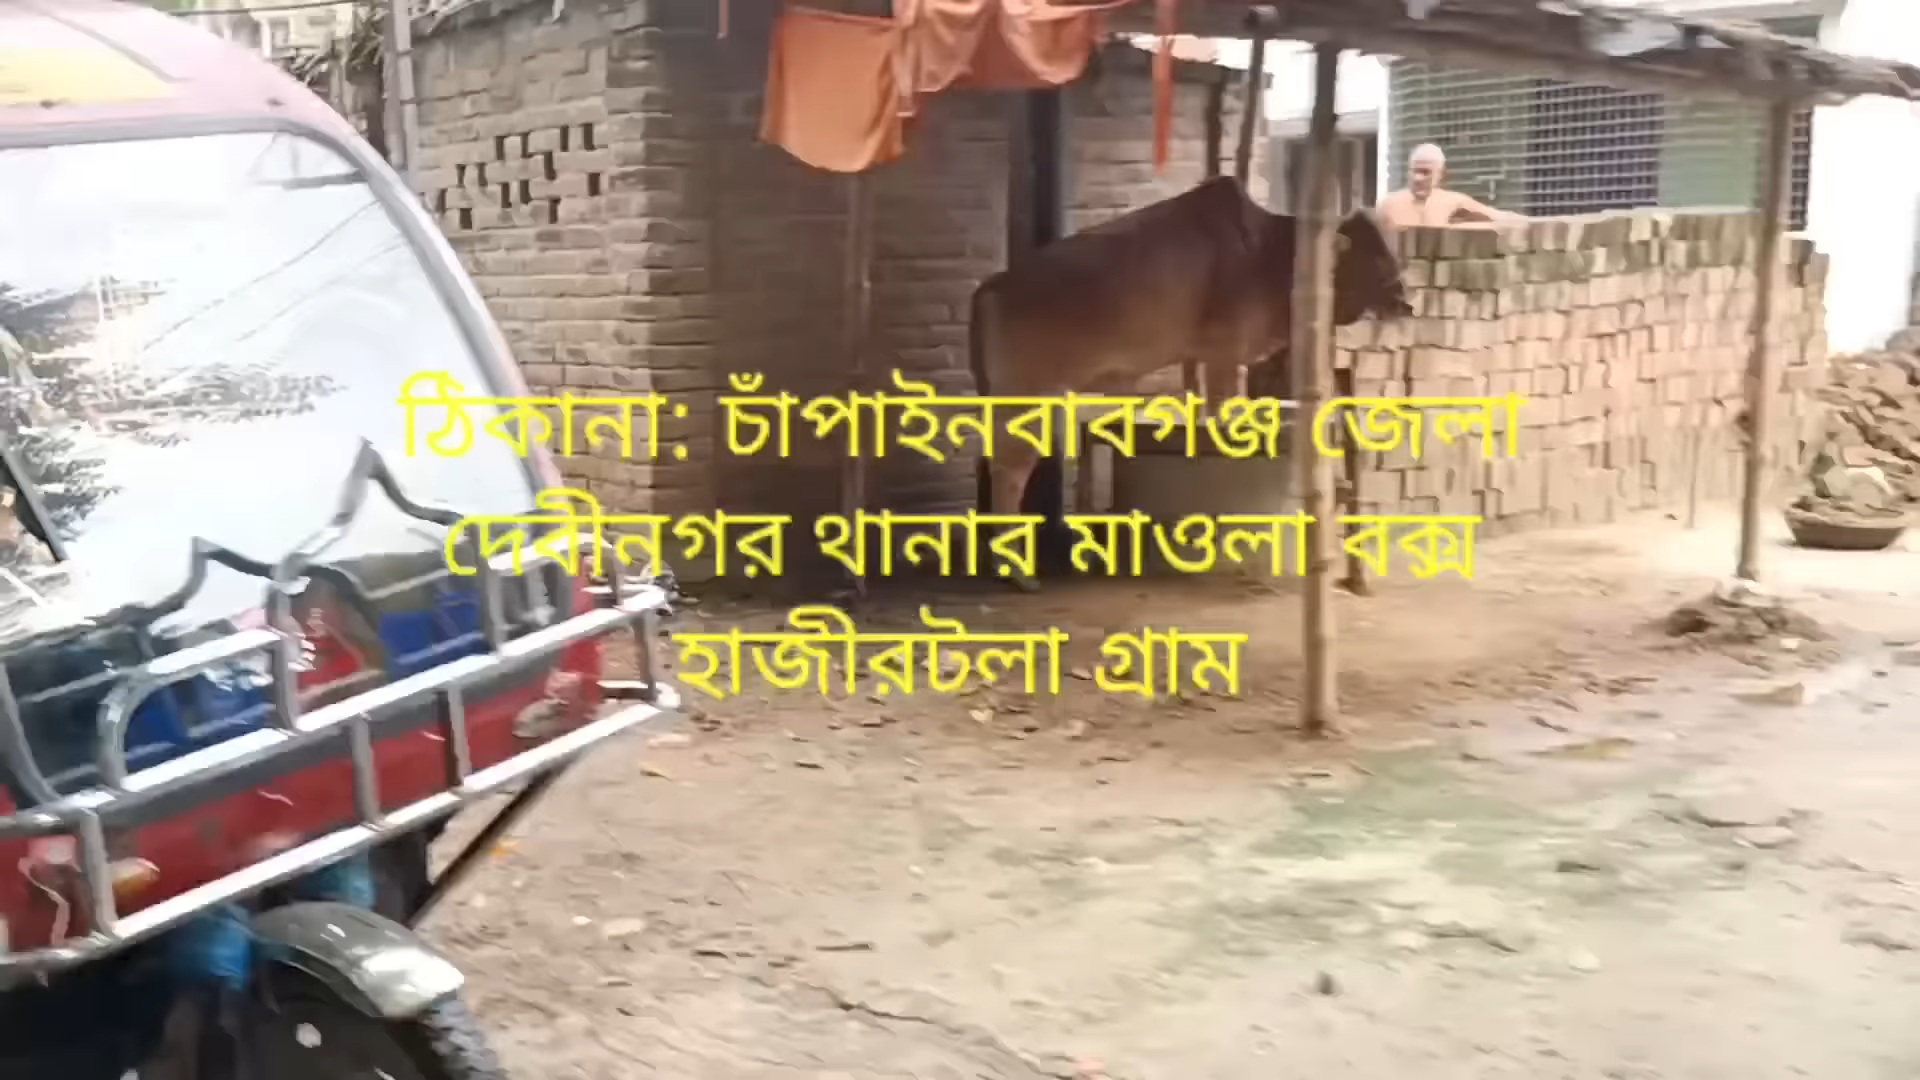 ঠিকানা: চাঁপাইনবাবগঞ্জ জেলা
দেবীনগর থানার মাওলা বক্স
হাজীরটলা গ্রাম